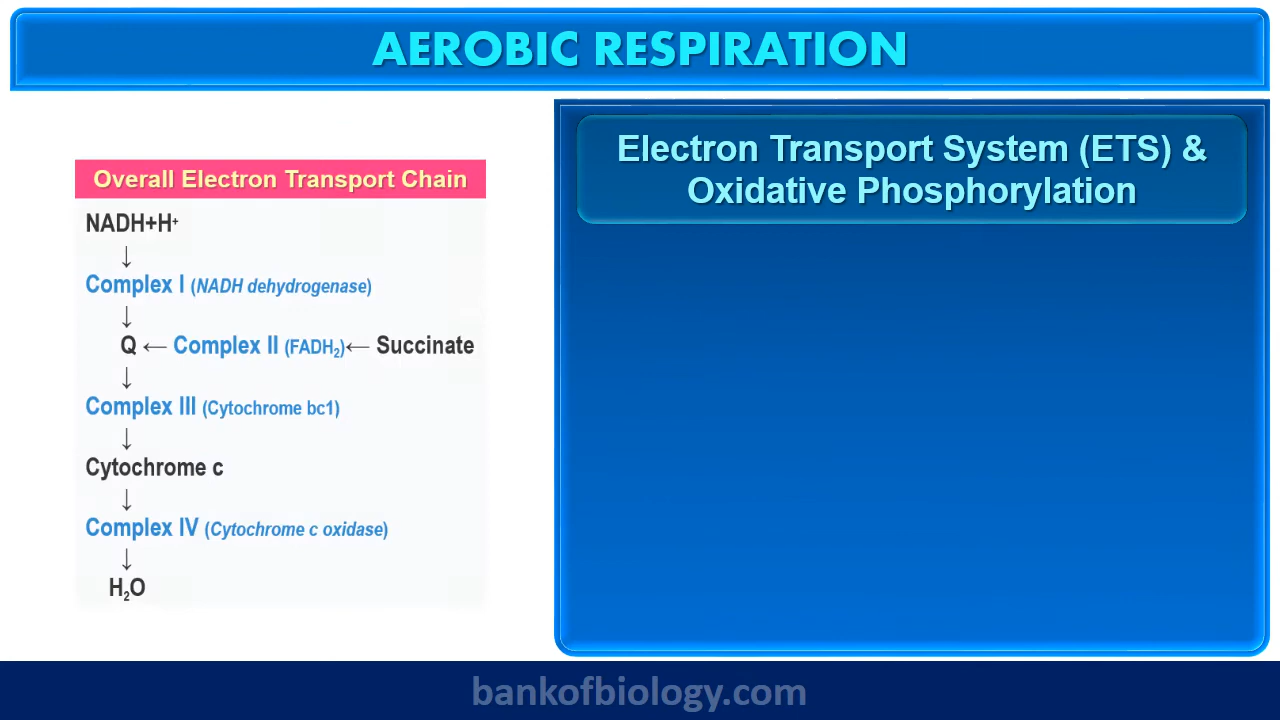 AEROBIC RESPIRATION
Overall Electron Transport Chain
NADH+H⁺
↓
Complex I (NADH dehydrogenase)
↓
Q ← Complex II (FADH₂)← Succinate
↓
Complex III (Cytochrome bc1)
↓
Cytochrome c
↓
Complex IV (Cytochrome c oxidase)
↓
H₂O
Electron Transport System (ETS) &
Oxidative Phosphorylation
bankofbiology.com